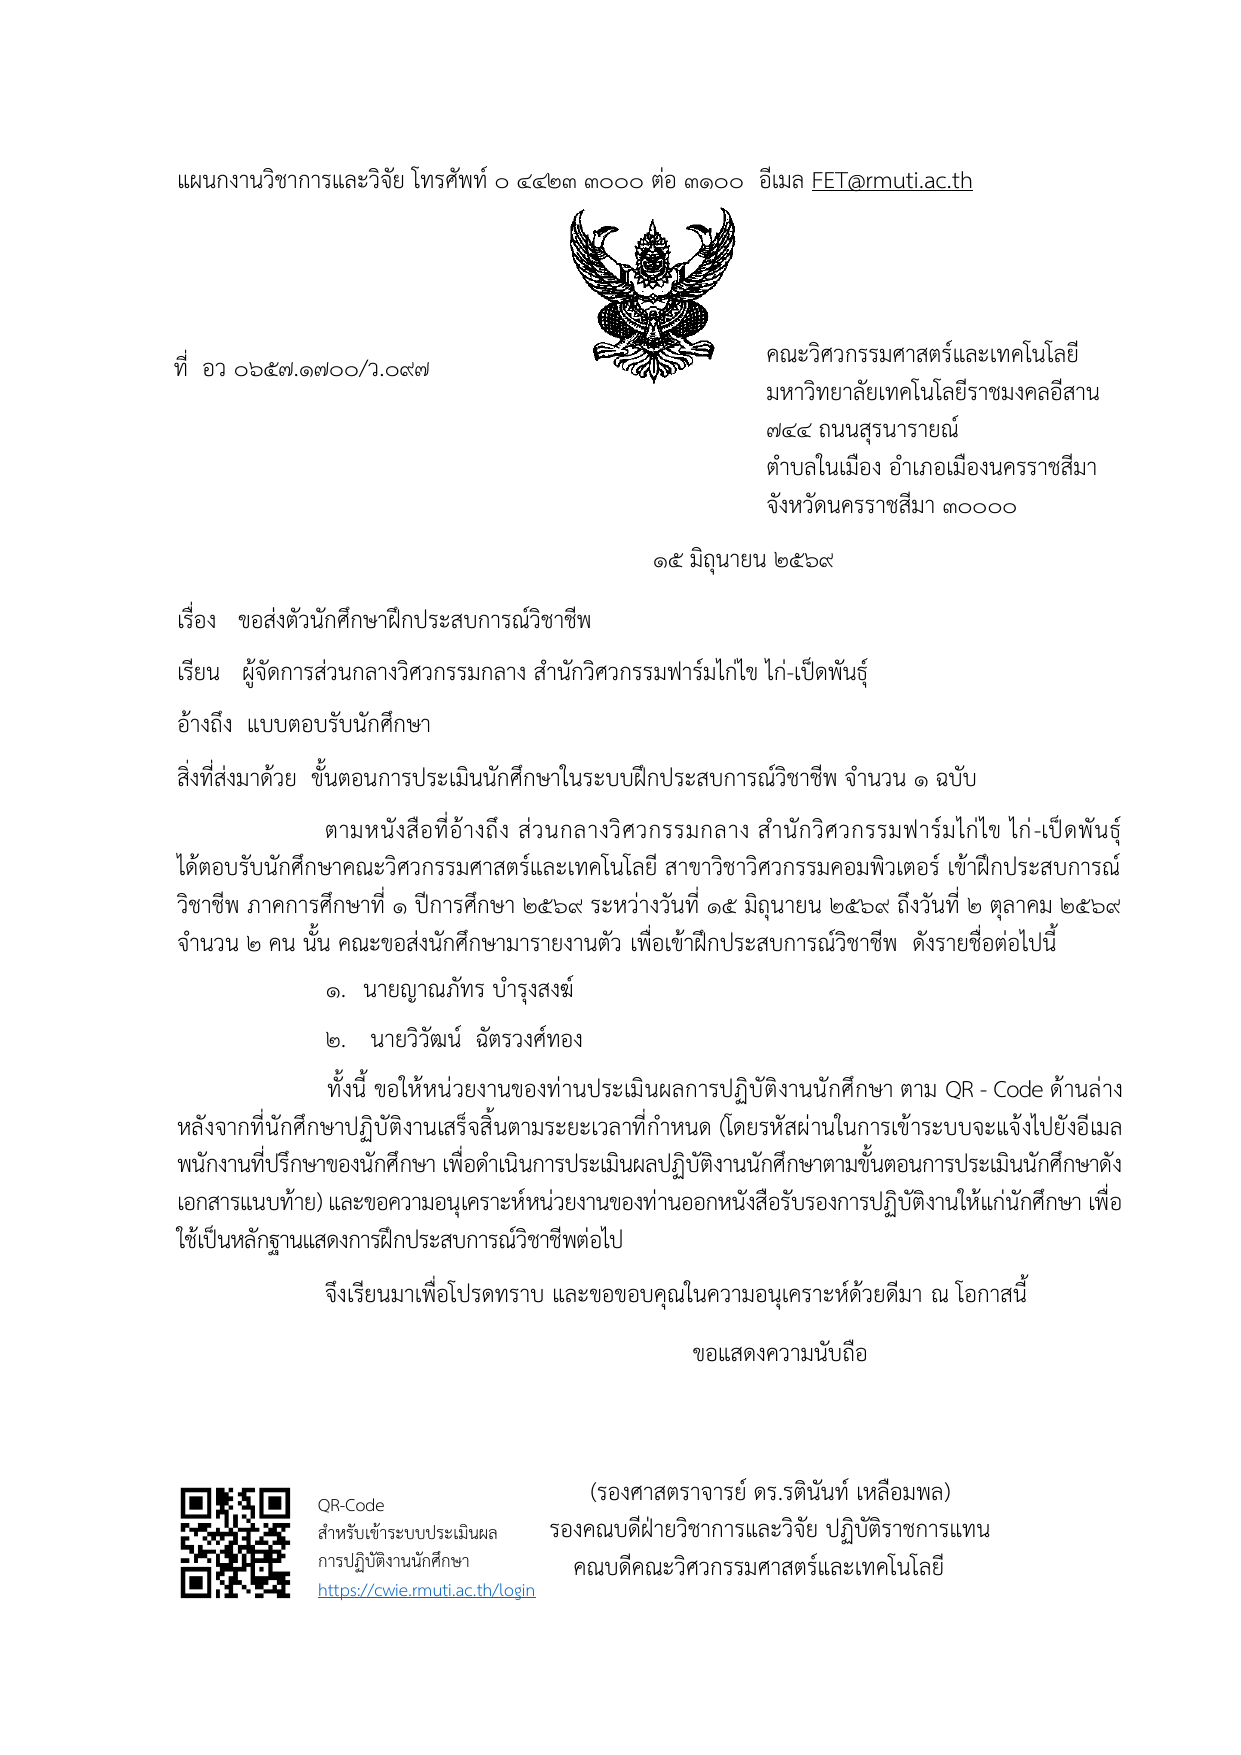 แผนกงานวิชาการและวิจัย โทรศัพท์ ๐ ๔๔๒๓ ๓๐๐๐ ต่อ ๓๑๐๐ อีเมล FET@rmuti.ac.th
ที่ อว ๐๖๕๗.๑๗๐๐/ว.๐๙๗
คณะวิศวกรรมศาสตร์และเทคโนโลยี
มหาวิทยาลัยเทคโนโลยีราชมงคลอีสาน
๗๔๔ ถนนสุรนารายณ์
ตำบลในเมือง อำเภอเมืองนครราชสีมา
จังหวัดนครราชสีมา ๓๐๐๐๐
๑๕ มิถุนายน ๒๕๖๙
เรื่อง ขอส่งตัวนักศึกษาฝึกประสบการณ์วิชาชีพ
เรียน ผู้จัดการส่วนกลางวิศวกรรมกลาง สำนักวิศวกรรมฟาร์มไก่ไข ไก่-เป็ดพันธุ์
อ้างถึง แบบตอบรับนักศึกษา
สิ่งที่ส่งมาด้วย ขั้นตอนการประเมินนักศึกษาในระบบฝึกประสบการณ์วิชาชีพ จำนวน ๑ ฉบับ
ตามหนังสือที่อ้างถึง ส่วนกลางวิศวกรรมกลาง สำนักวิศวกรรมฟาร์มไก่ไข ไก่-เป็ดพันธุ์
ได้ตอบรับนักศึกษาคณะวิศวกรรมศาสตร์และเทคโนโลยี สาขาวิชาวิศวกรรมคอมพิวเตอร์ เข้าฝึกประสบการณ์
วิชาชีพ ภาคการศึกษาที่ ๑ ปีการศึกษา ๒๕๖๙ ระหว่างวันที่ ๑๕ มิถุนายน ๒๕๖๙ ถึงวันที่ ๒ ตุลาคม ๒๕๖๙
จำนวน ๒ คน นั้น คณะขอส่งนักศึกษามารายงานตัว เพื่อเข้าฝึกประสบการณ์วิชาชีพ ดังรายชื่อต่อไปนี้
๑. นายญาณภัทร บำรุงสงฆ์
๒. นายวิวัฒน์ ฉัตรวงศ์ทอง
ทั้งนี้ ขอให้หน่วยงานของท่านประเมินผลการปฏิบัติงานนักศึกษา ตาม QR - Code ด้านล่าง
หลังจากที่นักศึกษาปฏิบัติงานเสร็จสิ้นตามระยะเวลาที่กำหนด (โดยรหัสผ่านในการเข้าระบบจะแจ้งไปยังอีเมล
พนักงานที่ปรึกษาของนักศึกษา เพื่อดำเนินการประเมินผลปฏิบัติงานนักศึกษาตามขั้นตอนการประเมินนักศึกษาดัง
เอกสารแนบท้าย) และขอความอนุเคราะห์หน่วยงานของท่านออกหนังสือรับรองการปฏิบัติงานให้แก่นักศึกษา เพื่อ
ใช้เป็นหลักฐานแสดงการฝึกประสบการณ์วิชาชีพต่อไป
จึงเรียนมาเพื่อโปรดทราบ และขอขอบคุณในความอนุเคราะห์ด้วยดีมา ณ โอกาสนี้
ขอแสดงความนับถือ
(รองศาสตราจารย์ ดร.รตินันท์ เหลือมพล)
รองคณบดีฝ่ายวิชาการและวิจัย ปฏิบัติราชการแทน
คณบดีคณะวิศวกรรมศาสตร์และเทคโนโลยี
QR-Code
สำหรับเข้าระบบประเมินผล
การปฏิบัติงานนักศึกษา
https://cwie.rmuti.ac.th/login